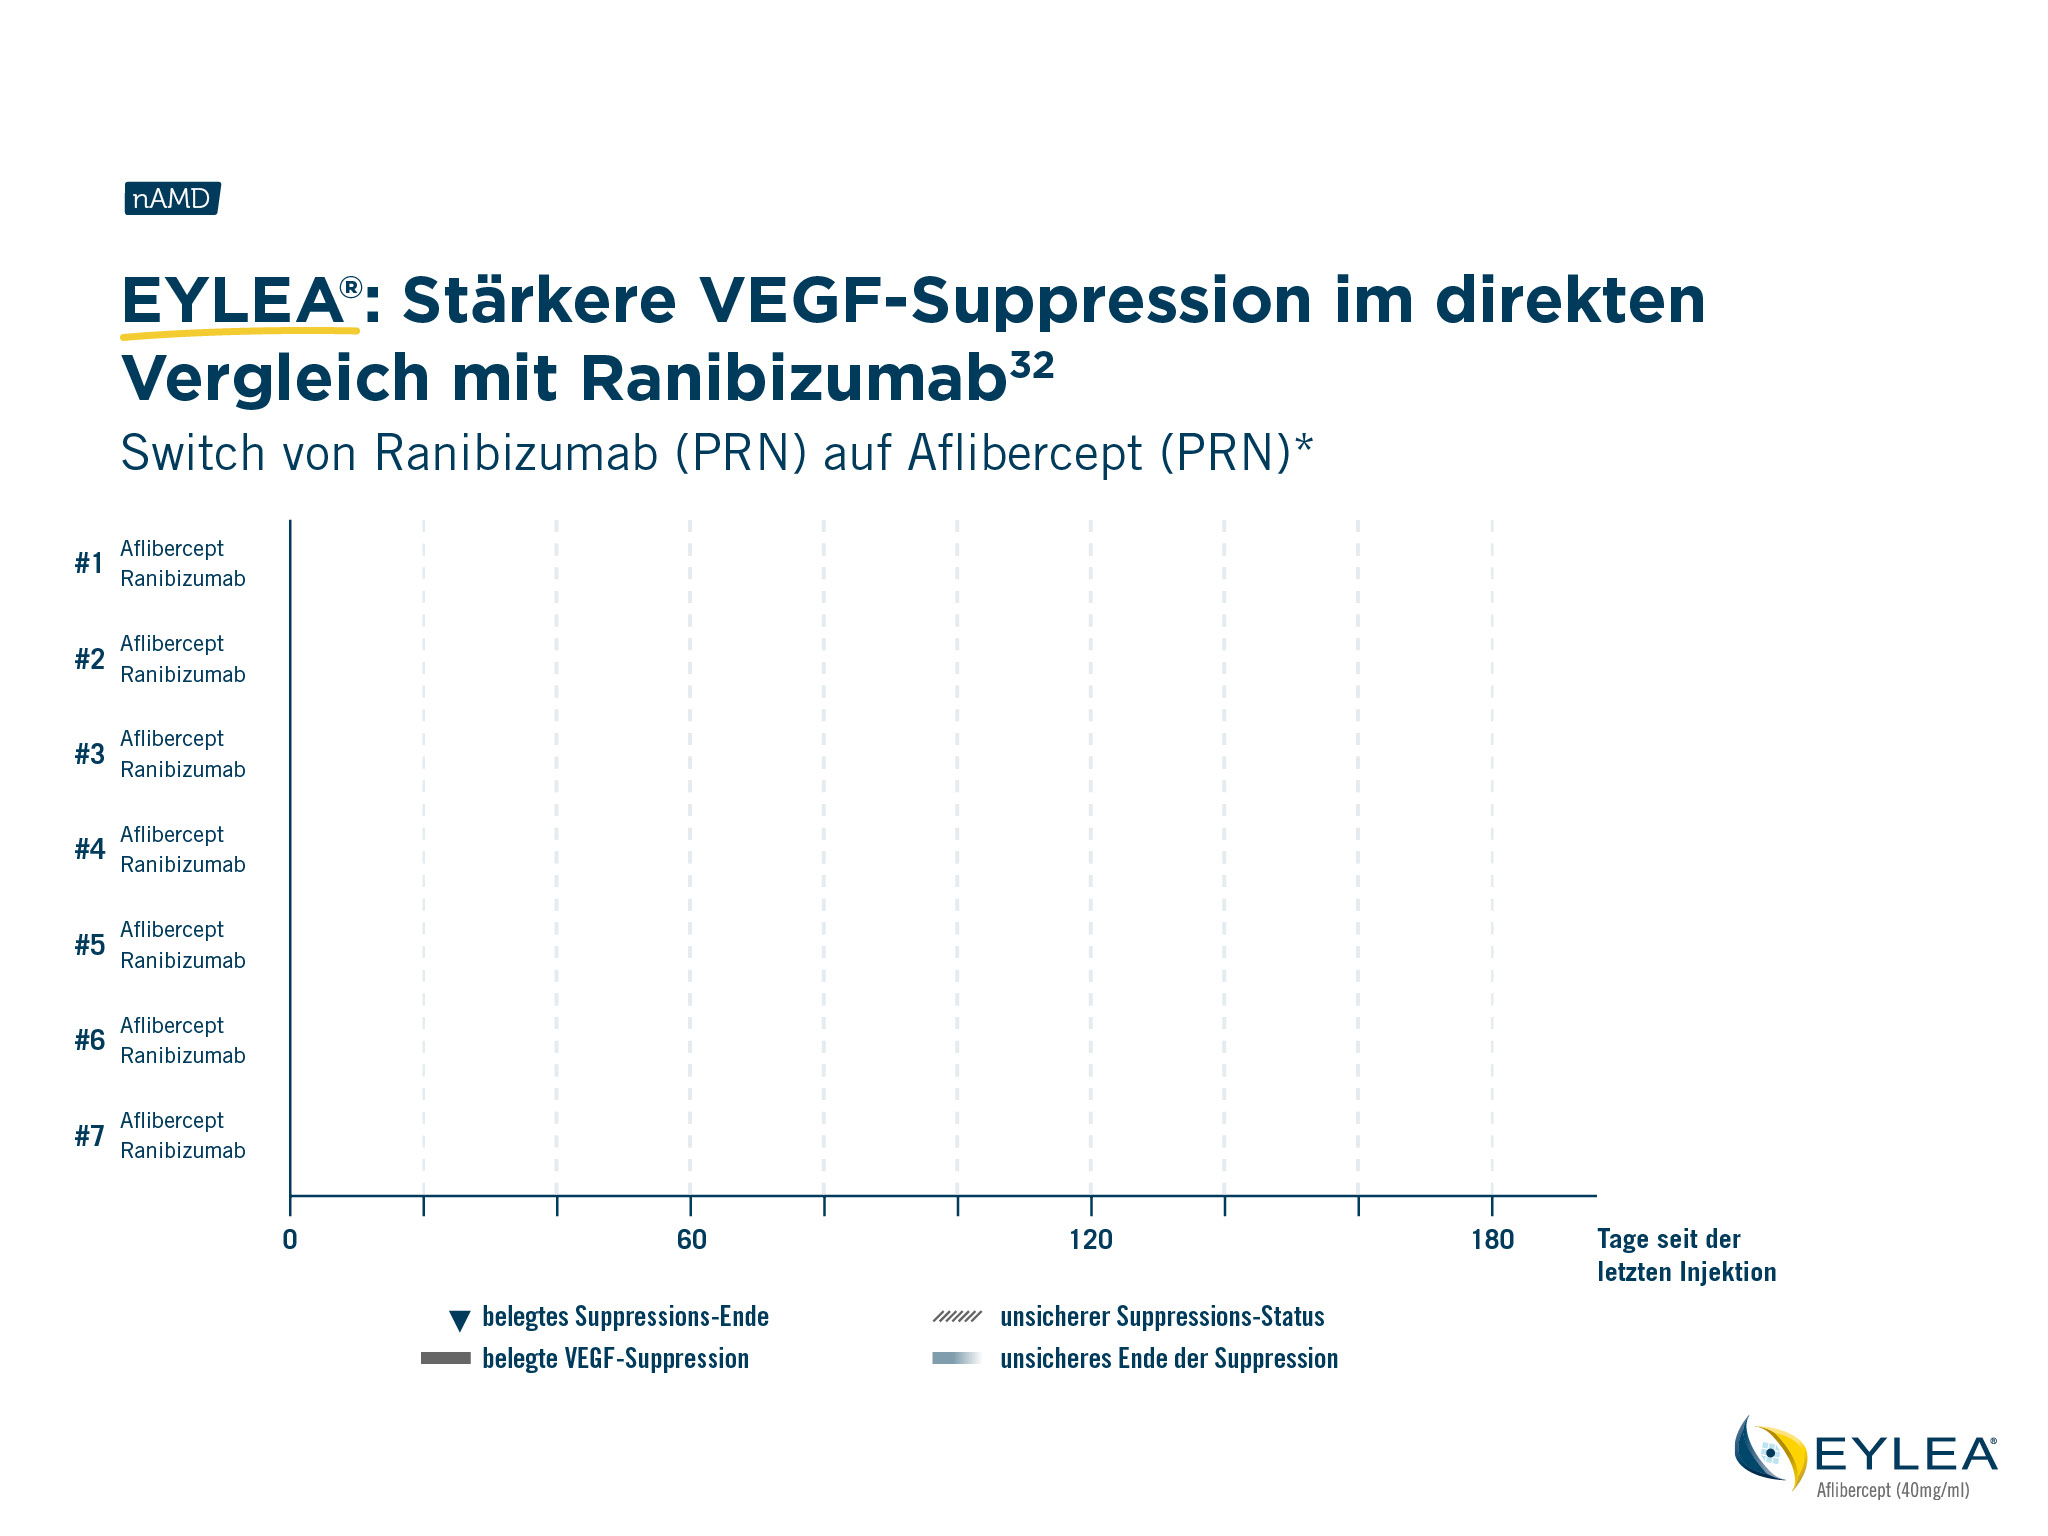 nAMD
EYLEA®: Stärkere VEGF-Suppression im direkten
Vergleich mit Ranibizumab³²
Switch von Ranibizumab (PRN) auf Aflibercept (PRN)*
#1
Aflibercept
Ranibizumab
#2
Aflibercept
Ranibizumab
#3
Aflibercept
Ranibizumab
#4
Aflibercept
Ranibizumab
#5
Aflibercept
Ranibizumab
#6
Aflibercept
Ranibizumab
#7
Aflibercept
Ranibizumab
0 60 120 180
Tage seit der
letzten Injektion
belegtes Suppressions-Ende
unsicherer Suppressions-Status
belegte VEGF-Suppression
unsicheres Ende der Suppression
EYLEA®
Aflibercept (40mg/ml)